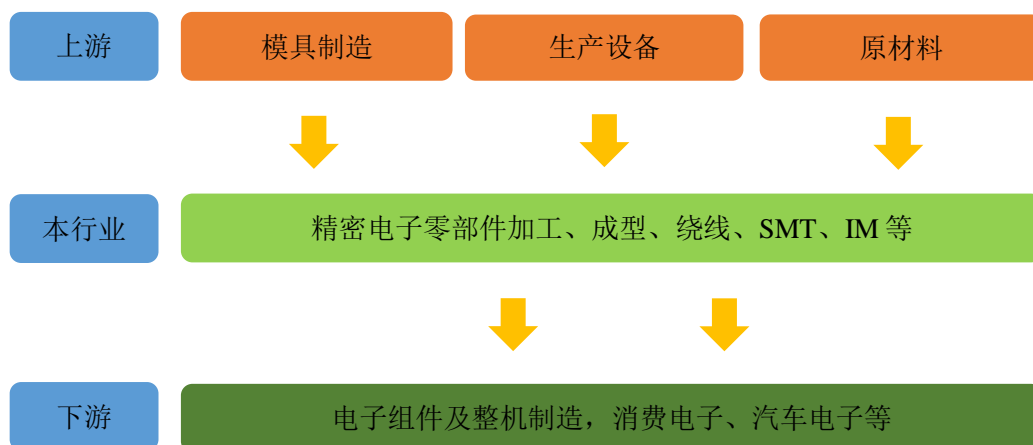 上游
模具制造
生产设备
原材料
本行业
精密电子零部件加工、成型、绕线、SMT、IM 等
下游
电子组件及整机制造，消费电子、汽车电子等